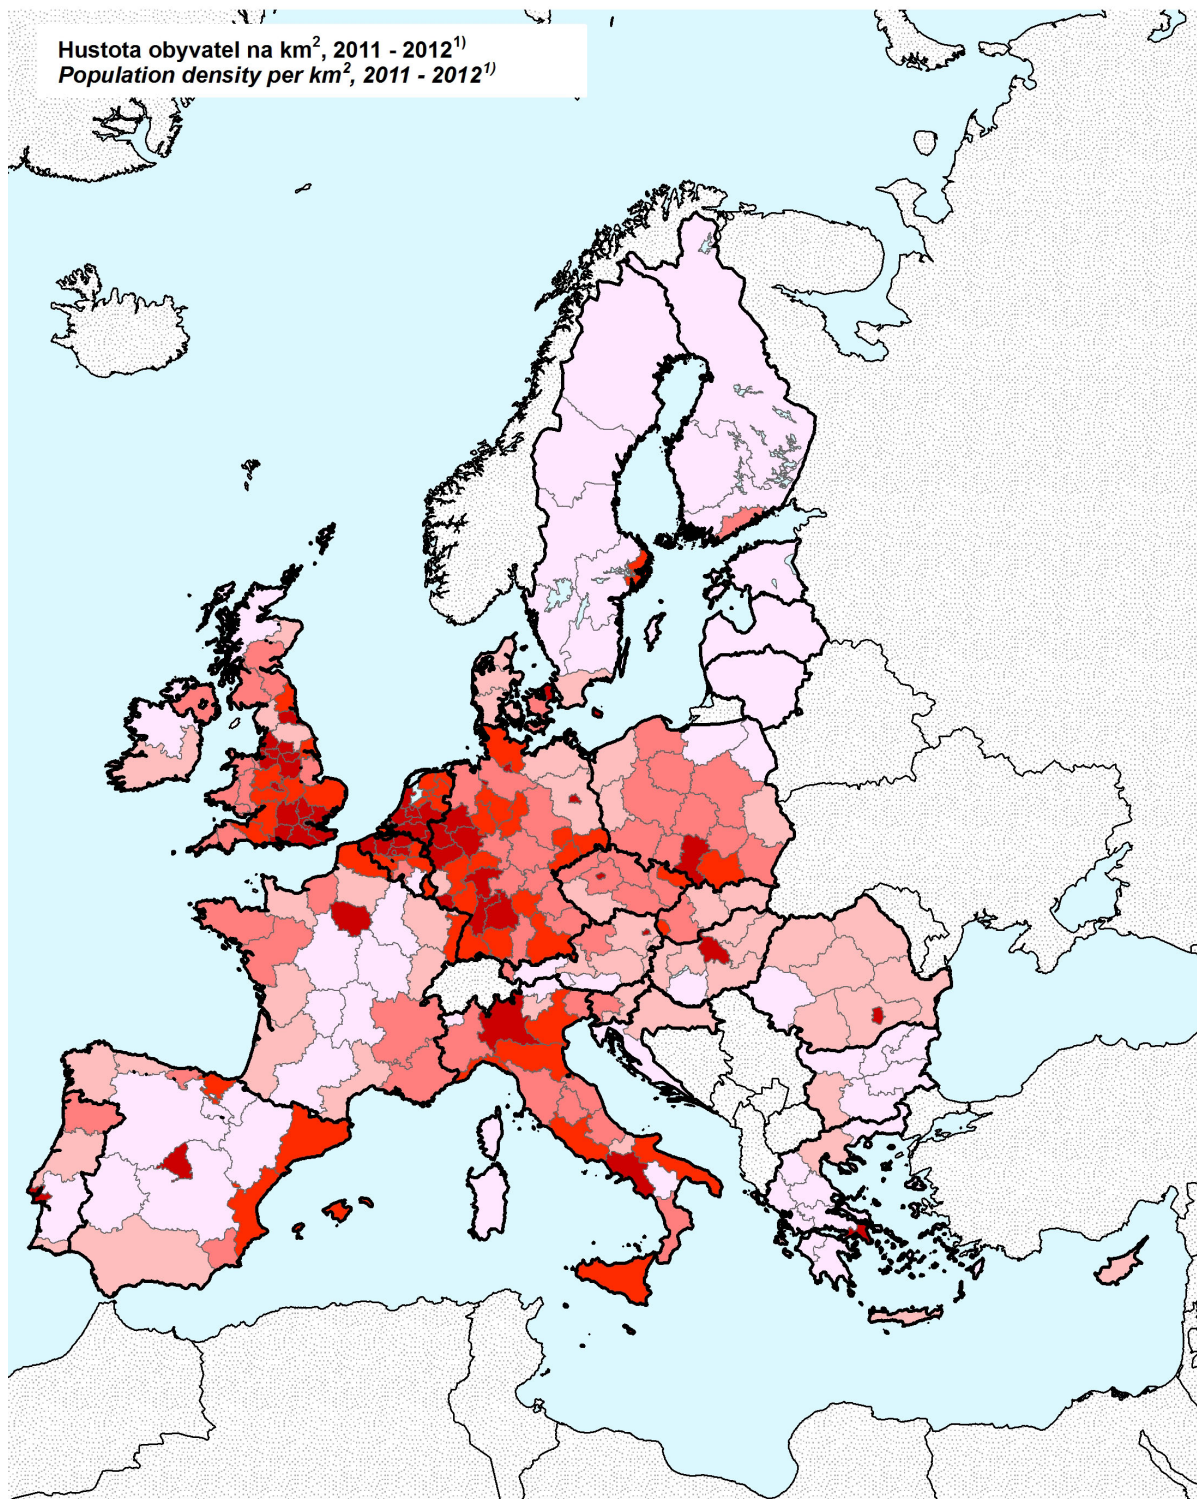 Hustota obyvatel na km², 2011 - 2012¹⁾
Population density per km², 2011 - 2012¹⁾